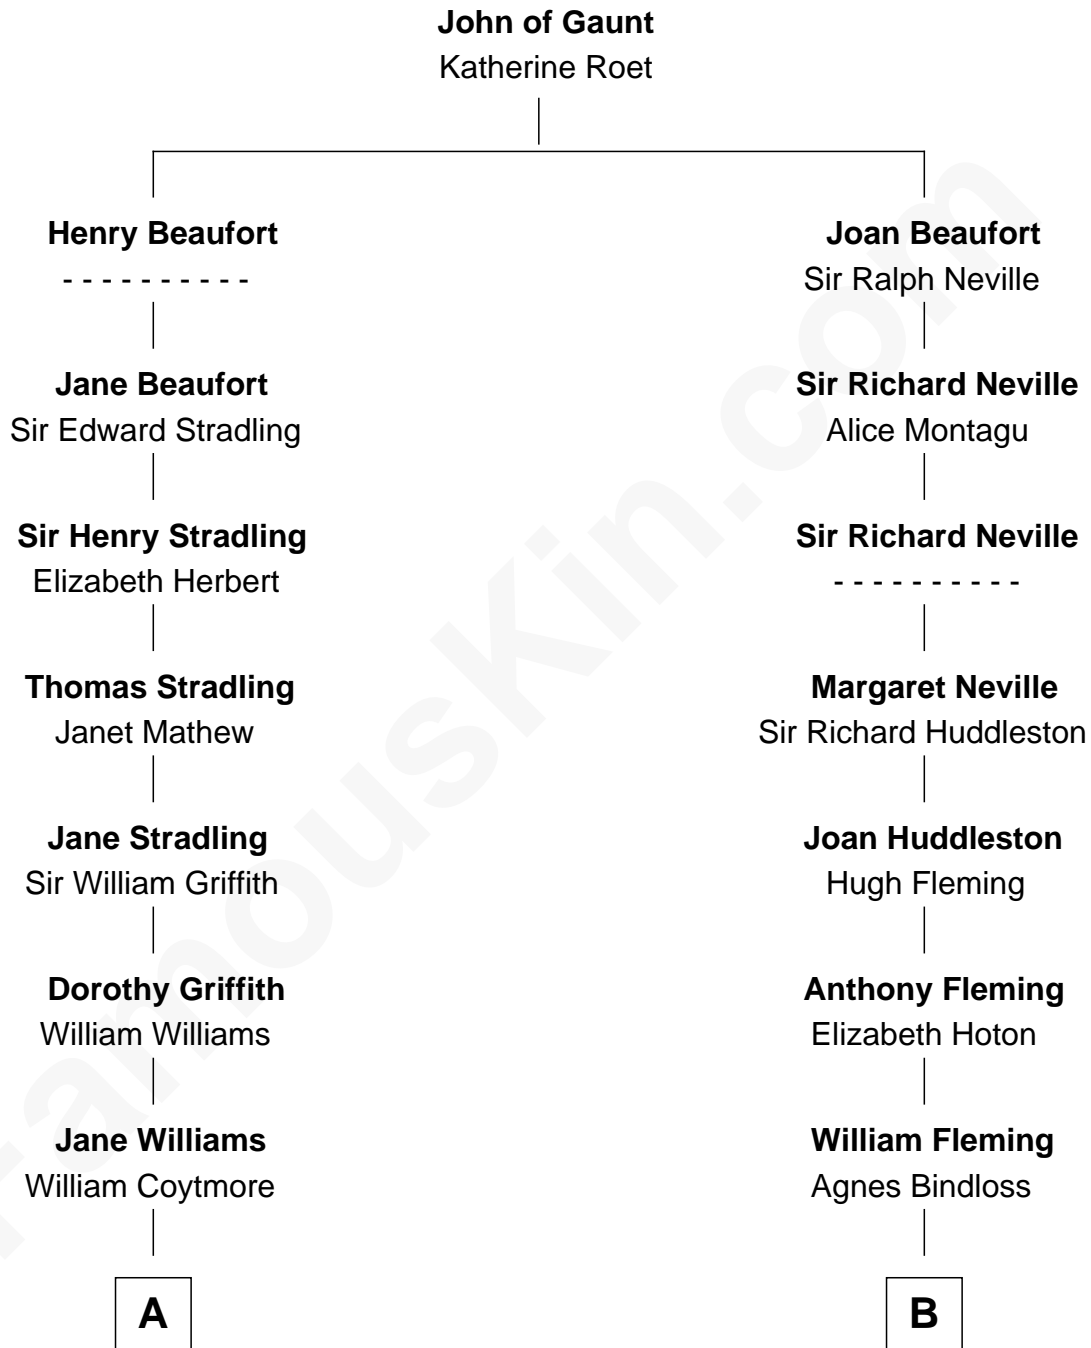 John of Gaunt
Katherine Roet
Henry Beaufort
- - - - - - - - - -
Jane Beaufort
Sir Edward Stradling
Sir Henry Stradling
Elizabeth Herbert
Thomas Stradling
Janet Mathew
Jane Stradling
Sir William Griffith
Dorothy Griffith
William Williams
Jane Williams
William Coytmore
A
Joan Beaufort
Sir Ralph Neville
Sir Richard Neville
Alice Montagu
Sir Richard Neville
- - - - - - - - - -
Margaret Neville
Sir Richard Huddleston
Joan Huddleston
Hugh Fleming
Anthony Fleming
Elizabeth Hoton
William Fleming
Agnes Bindloss
B
FamousKin.com